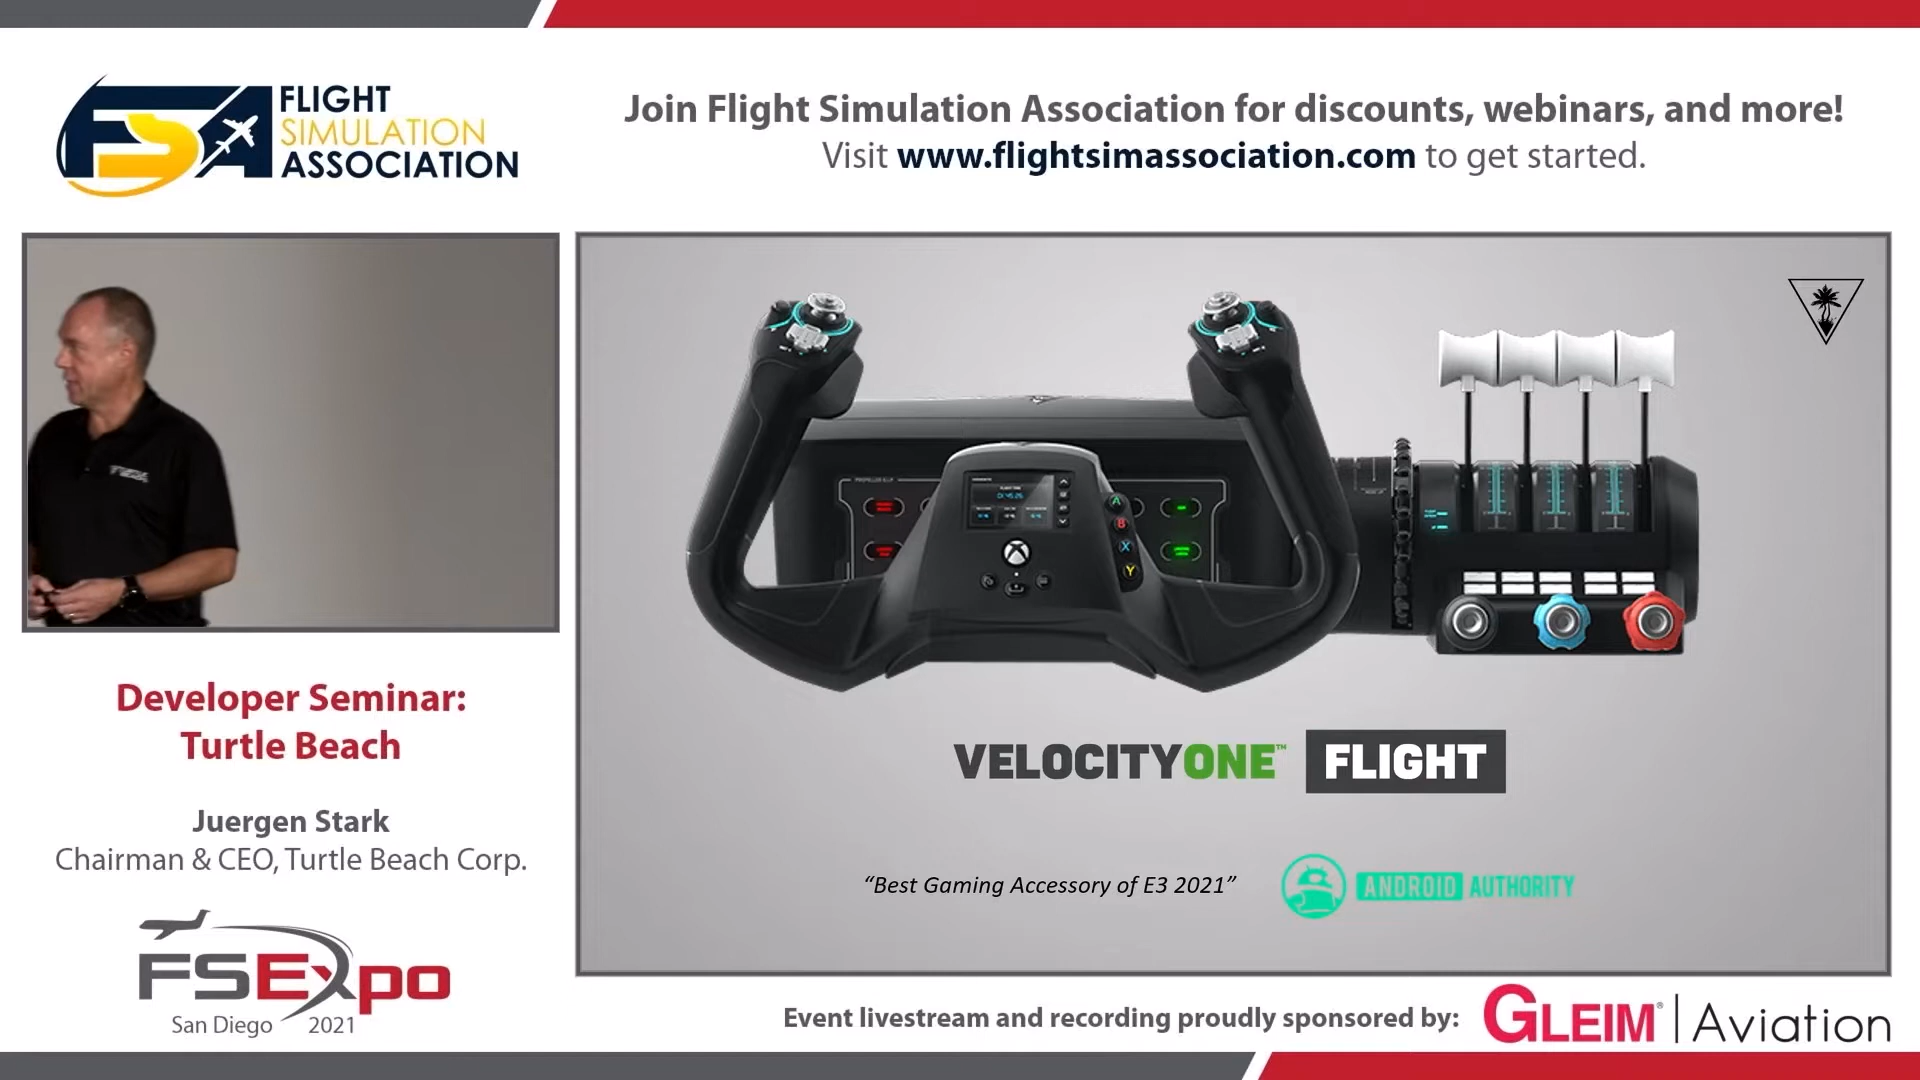 FLIGHT
SIMULATION
ASSOCIATION
FSA
Join Flight Simulation Association for discounts, webinars, and more!
Visit www.flightsimassociation.com to get started.
A
B
X
Y
VELOCITYONE™ FLIGHT
“Best Gaming Accessory of E3 2021”
ANDROID AUTHORITY
Developer Seminar:
Turtle Beach
Juergen Stark
Chairman & CEO, Turtle Beach Corp.
FSExpo
San Diego 2021
Event livestream and recording proudly sponsored by:
GLEIM® | Aviation